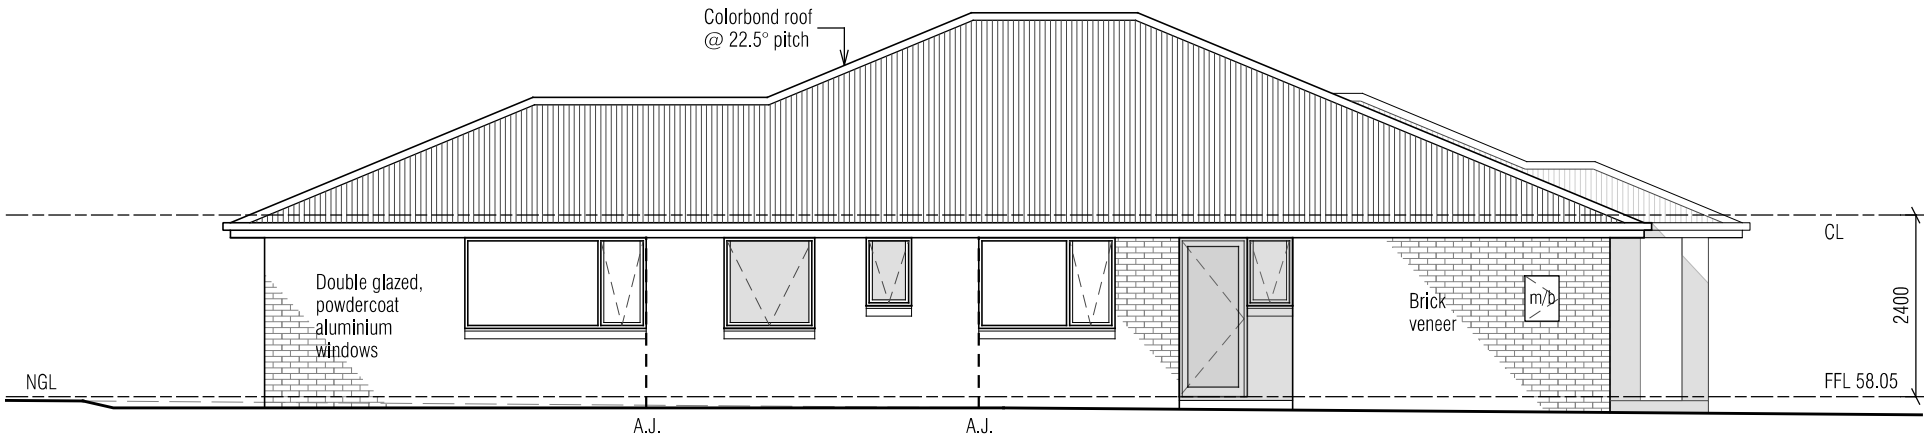 Colorbond roof
@ 22.5° pitch
CL
Double glazed,
powdercoat
aluminium
windows
m/b
Brick
veneer
2400
NGL
FFL 58.05
A.J.
A.J.